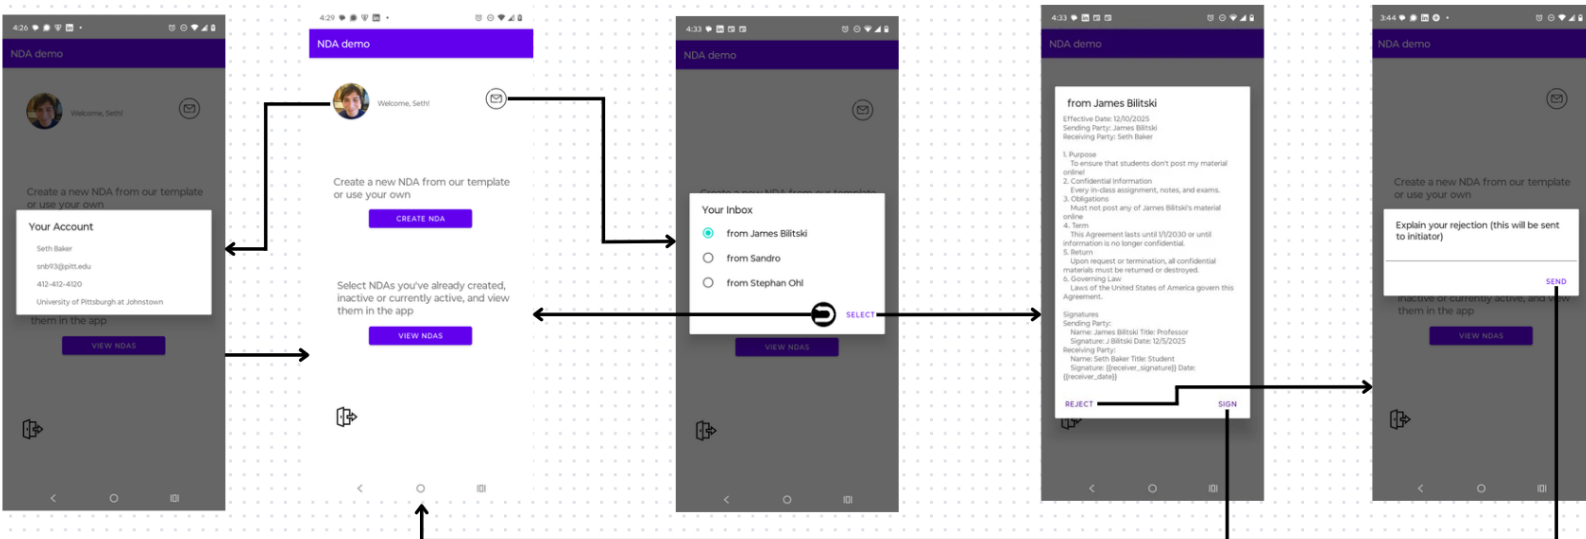 4:26
NDA demo
Welcome, Seth!
Create a new NDA from our template
or use your own
Your Account
Seth Baker
snb93@pitt.edu
412-412-4120
University of Pittsburgh at Johnstown
them in the app
VIEW NDAS
4:29
NDA demo
Welcome, Seth!
Create a new NDA from our template
or use your own
CREATE NDA
Select NDAs you've already created,
inactive or currently active, and view
them in the app
VIEW NDAS
4:33
NDA demo
Create a new NDA from our template
Your Inbox
from James Bilitski
from Sandro
from Stephan Ohl
SELECT
VIEW NDAS
4:33
NDA demo
from James Bilitski
Effective Date: 12/10/2025
Sending Party: James Bilitski
Receiving Party: Seth Baker
1. Purpose
To ensure that students don't post my material
online!
2. Confidential Information
Every in-class assignment, notes, and exams.
3. Obligations
Must not post any of James Bilitski's material
online
4. Term
This Agreement lasts until 1/1/2030 or until
information is no longer confidential.
5. Return
Upon request or termination, all confidential
materials must be returned or destroyed.
6. Governing Law
Laws of the United States of America govern this
Agreement.
Signatures
Sending Party:
Name: James Bilitski Title: Professor
Signature: J Bilitski Date: 12/5/2025
Receiving Party:
Name: Seth Baker Title: Student
Signature: {{receiver_signature}} Date:
{{receiver_date}}
REJECT
SIGN
3:44
NDA demo
Create a new NDA from our template
or use your own
Explain your rejection (this will be sent
to initiator)
SEND
inactive or currently active, and view
them in the app
VIEW NDAS